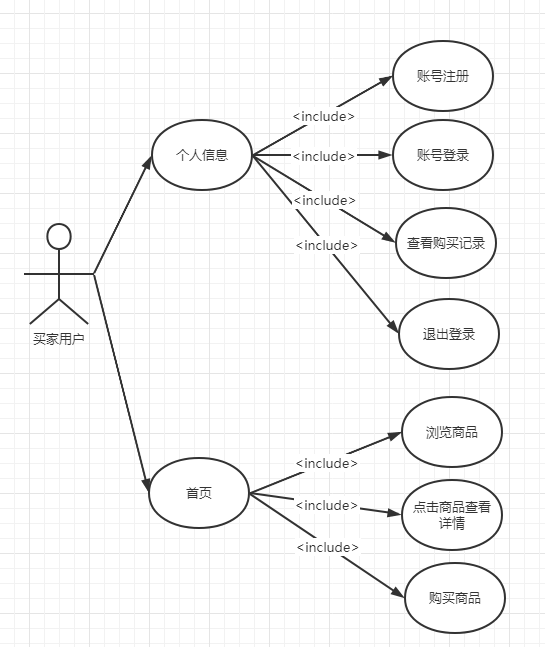 账号注册
<include>
个人信息
<include>
账号登录
<include>
查看购买记录
<include>
退出登录
买家用户
浏览商品
<include>
首页
<include>
点击商品查看
详情
<include>
购买商品